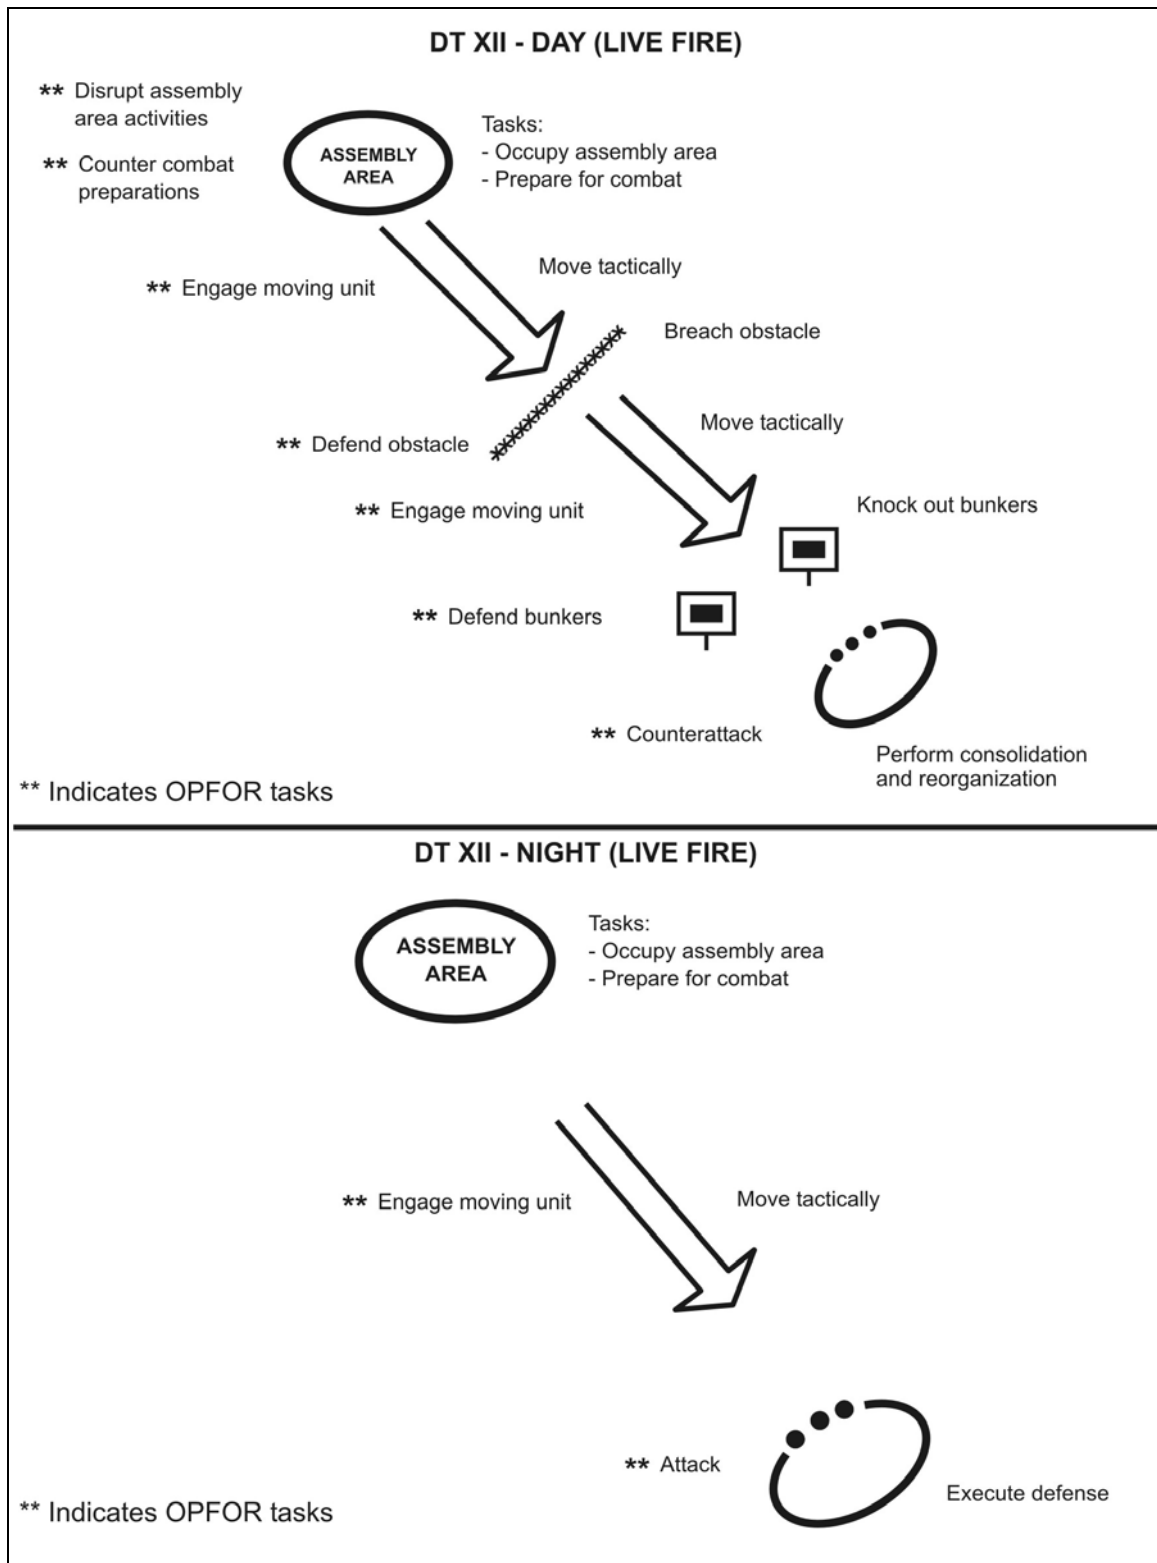 DT XII - DAY (LIVE FIRE)
** Disrupt assembly
area activities
** Counter combat
preparations
ASSEMBLY
AREA
Tasks:
- Occupy assembly area
- Prepare for combat
** Engage moving unit
Move tactically
Breach obstacle
** Defend obstacle
Move tactically
** Engage moving unit
Knock out bunkers
** Defend bunkers
** Counterattack
Perform consolidation
and reorganization
** Indicates OPFOR tasks
DT XII - NIGHT (LIVE FIRE)
ASSEMBLY
AREA
Tasks:
- Occupy assembly area
- Prepare for combat
** Engage moving unit
Move tactically
** Attack
Execute defense
** Indicates OPFOR tasks